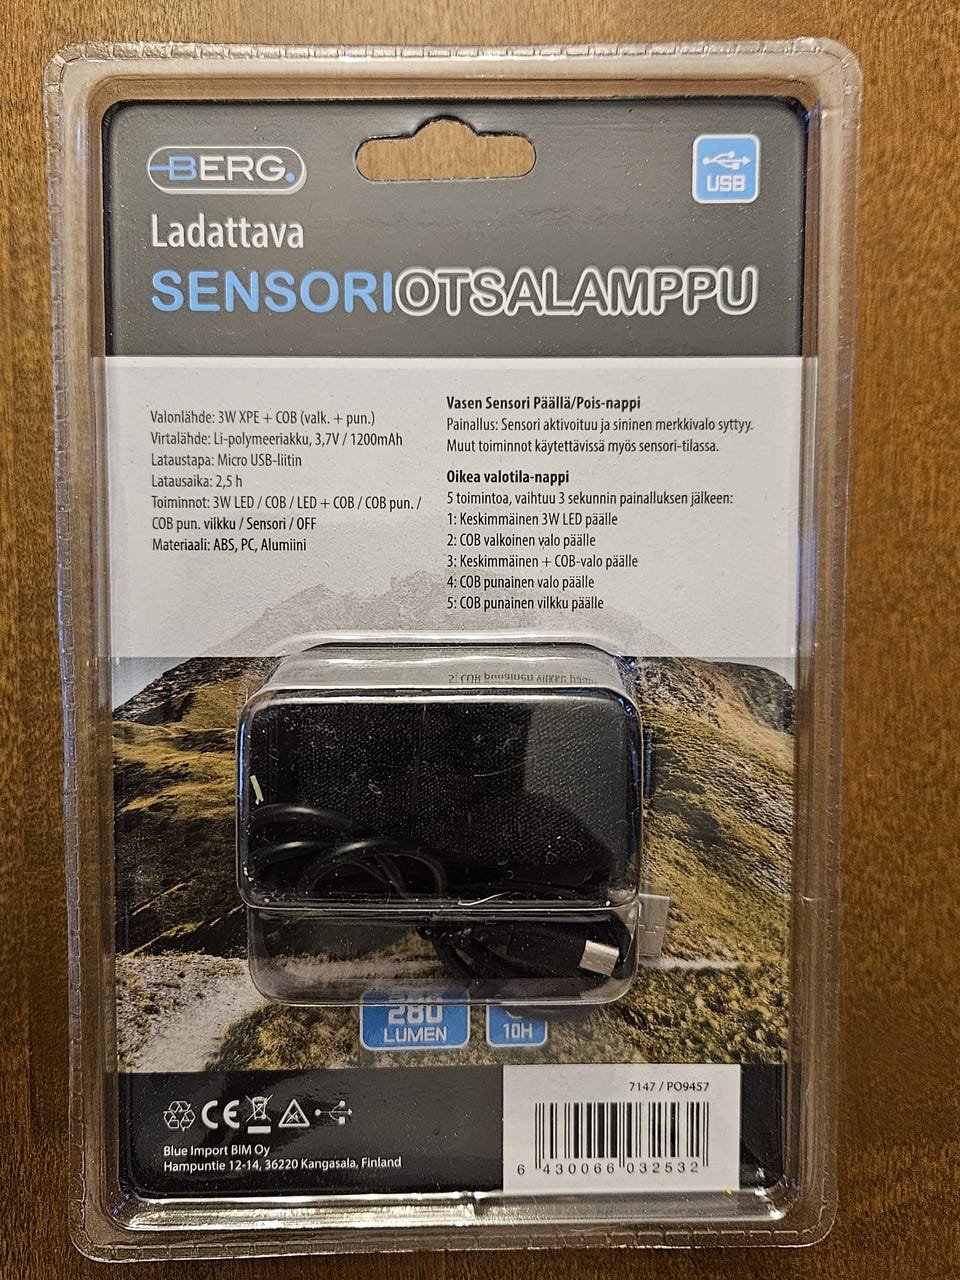 BERG.
USB
Ladattava
SENSORIOTSALAMPPU
Valonlähde: 3W XPE + COB (valk. + pun.)
Virtalähde: Li-polymeeriakku, 3,7V / 1200mAh
Lataustapa: Micro USB-liitin
Latausaika: 2,5 h
Toiminnot: 3W LED / COB / LED + COB / COB pun. /
COB pun. vilkku / Sensori / OFF
Materiaali: ABS, PC, Alumiini
Vasen Sensori Päällä/Pois-nappi
Painallus: Sensori aktivoituu ja sininen merkkivalo syttyy.
Muut toiminnot käytettävissä myös sensori-tilassa.
Oikea valotila-nappi
5 toimintoa, vaihtuu 3 sekunnin painalluksen jälkeen:
1: Keskimmäinen 3W LED päälle
2: COB valkoinen valo päälle
3: Keskimmäinen + COB-valo päälle
4: COB punainen valo päälle
5: COB punainen vilkku päälle
280
LUMEN
10H
7147 / PO9457
CE
Blue Import BIM Oy
Hampuntie 12-14, 36220 Kangasala, Finland
6 430066 032532